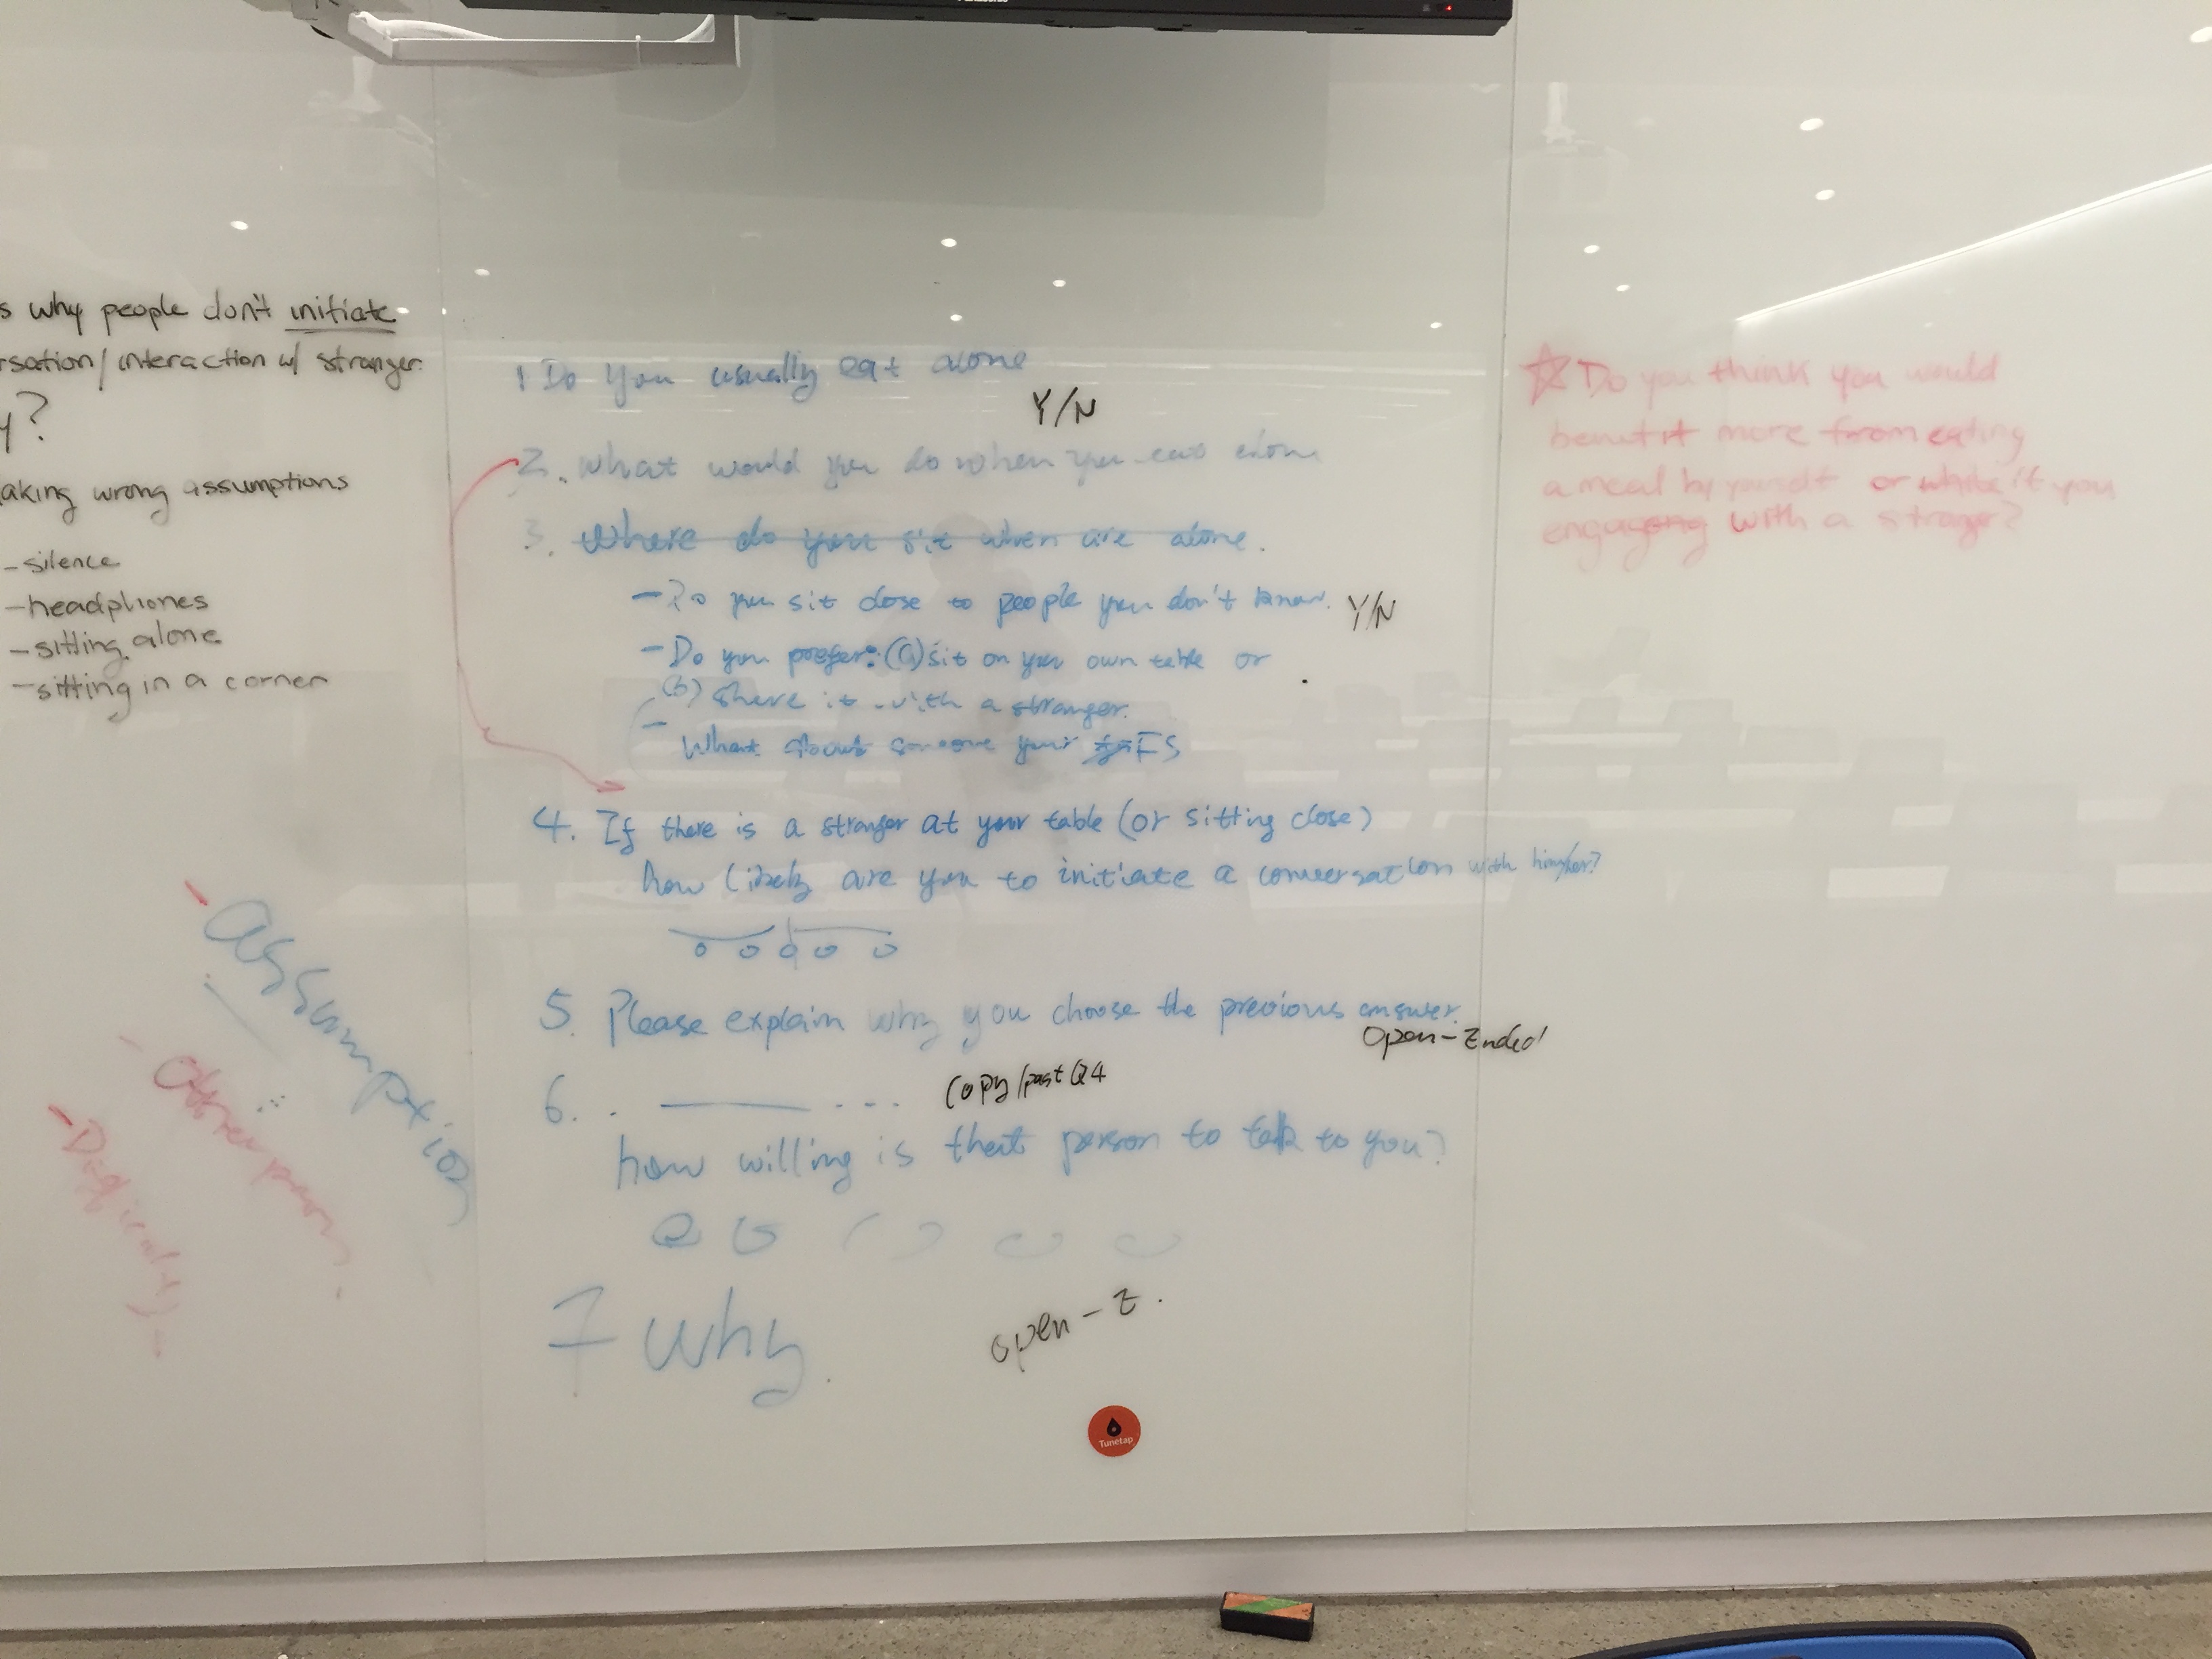 s why people don't initiate
rsation/interaction w/ stranger.
y?
aking wrong assumptions
-silence
-headphones
-sitting alone
-sitting in a corner
1 Do you usually eat alone
Y/N
2. What would you do when you eat alone
3. Where do you sit when are alone.
- Do you sit close to people you don't know. Y/N
- Do you prefer: (a) sit on you own table or
(b) share it with a stranger.
- What about someone your FS
4. If there is a stranger at your table (or sitting close)
how likely are you to initiate a conversation with him/her?
5. Please explain why you choose the previous answer.
open-Ended
6. . ... Copy/past Q4
how willing is that person to talk to you?
7 why.
open-E.
- assumption
- Other person.
- Difficulty
Do you think you would
benefit more from eating
a meal by yourself or while if you
engaging with a stranger?
Tunetap